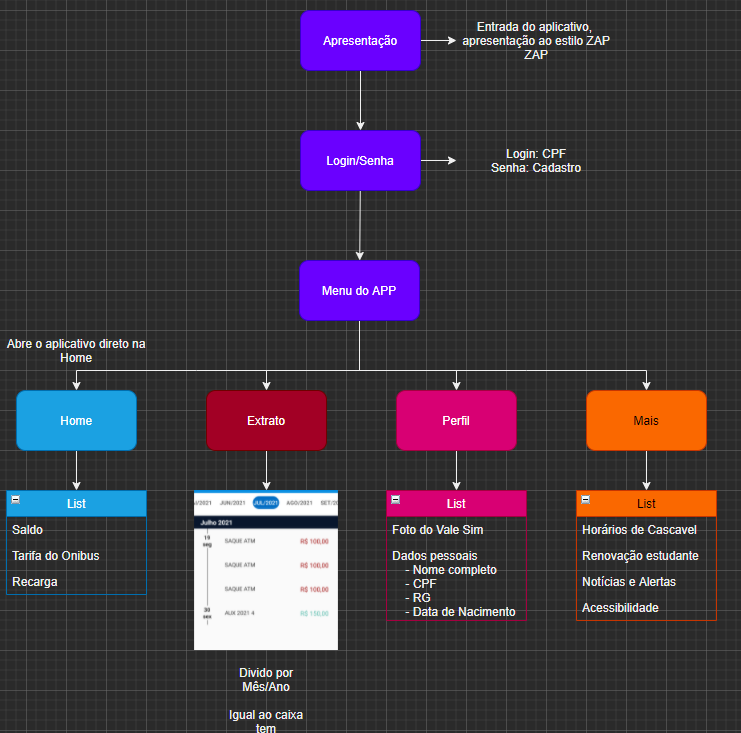 Apresentação
Entrada do aplicativo,
apresentação ao estilo ZAP
ZAP
Login/Senha
Login: CPF
Senha: Cadastro
Menu do APP
Abre o aplicativo direto na
Home
Home
Extrato
Perfil
Mais
List
Saldo
Tarifa do Onibus
Recarga
JUN/2021 JUL/2021 AGO/2021
Julho 2021
19
seg
SAQUE ATM R$ 100,00
SAQUE ATM R$ 100,00
SAQUE ATM R$ 100,00
30
sex
AUX 2021 4 R$ 150,00
Divido por
Mês/Ano
Igual ao caixa
tem
List
Foto do Vale Sim
Dados pessoais
- Nome completo
- CPF
- RG
- Data de Nacimento
List
Horários de Cascavel
Renovação estudante
Notícias e Alertas
Acessibilidade